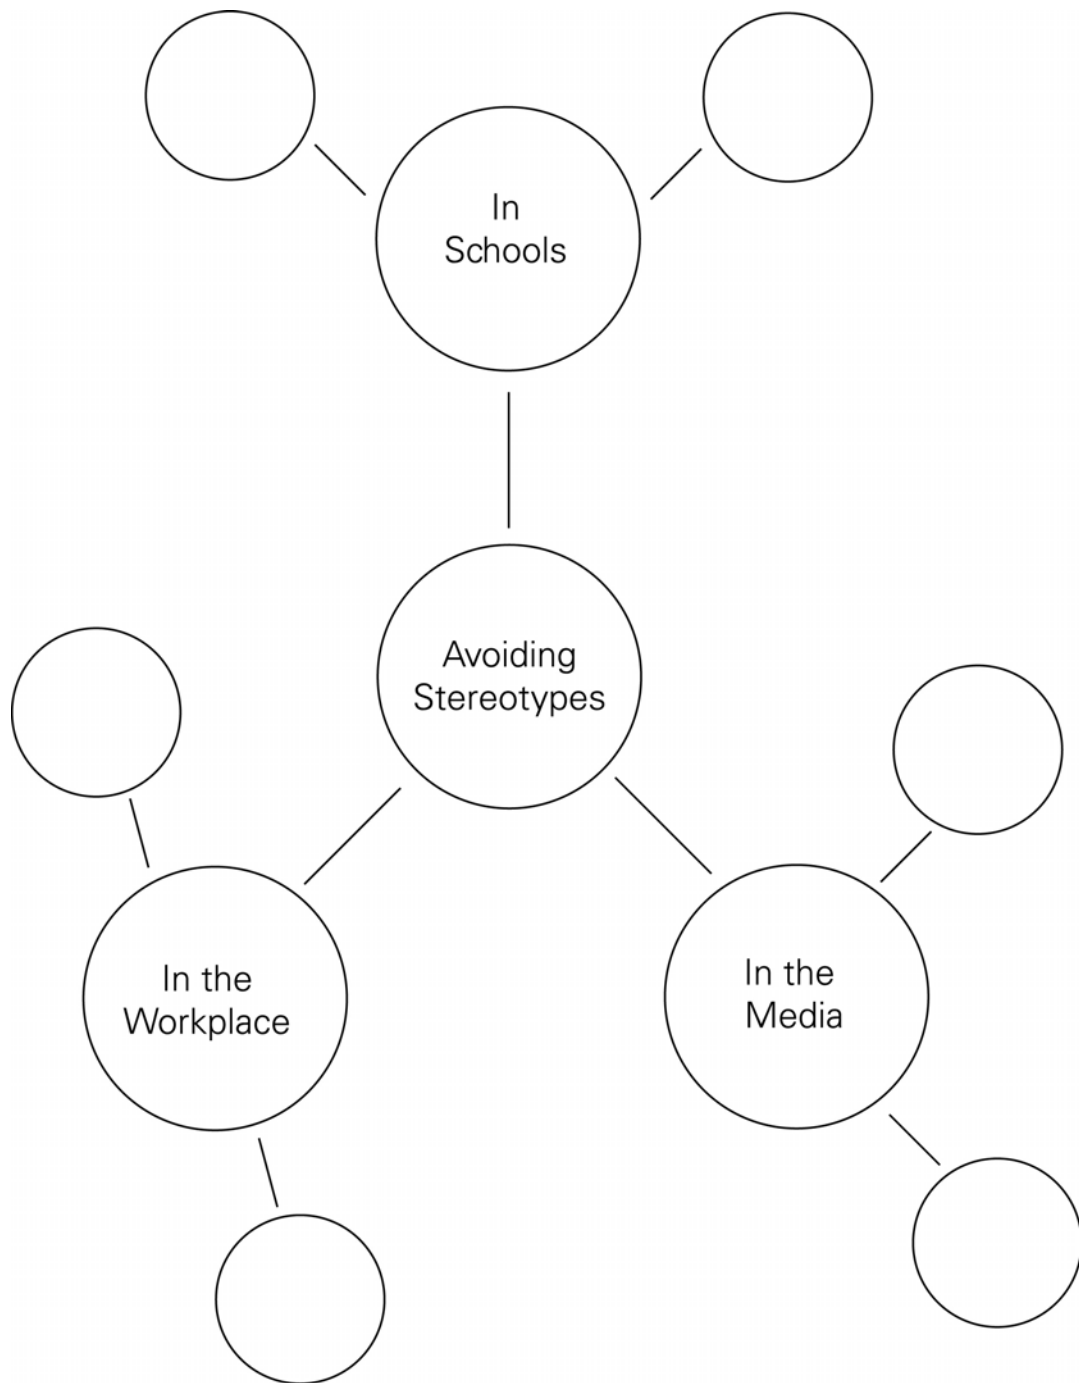 In
Schools
Avoiding
Stereotypes
In the
Workplace
In the
Media